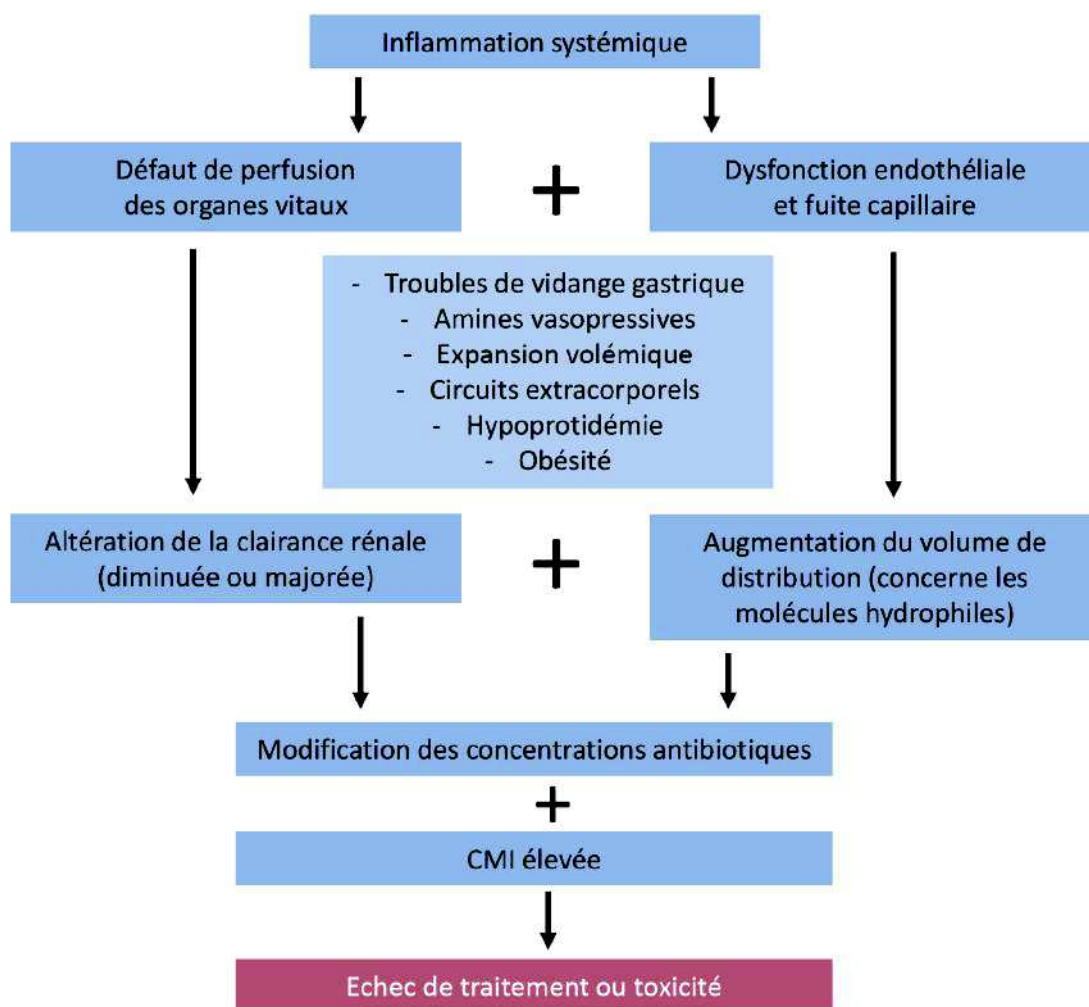 Inflammation systémique
Défaut de perfusion
des organes vitaux
+
Dysfonction endothéliale
et fuite capillaire
- Troubles de vidange gastrique
- Amines vasopressives
- Expansion volémique
- Circuits extracorporels
- Hypoprotidémie
- Obésité
Altération de la clairance rénale
(diminuée ou majorée)
+
Augmentation du volume de
distribution (concerne les
molécules hydrophiles)
Modification des concentrations antibiotiques
+
CMI élevée
Echec de traitement ou toxicité